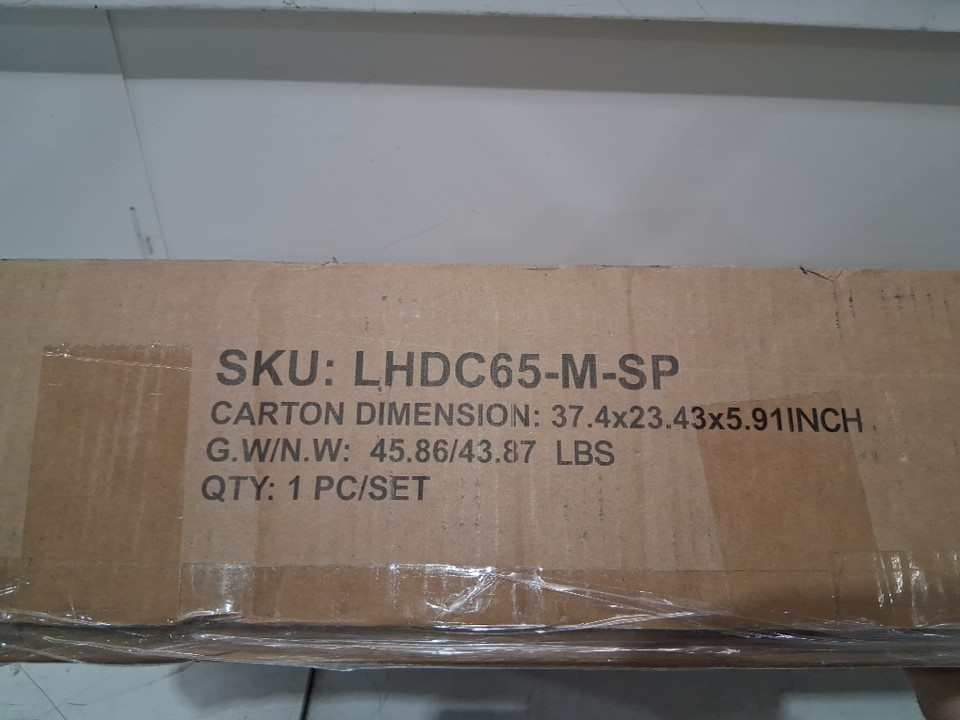 SKU: LHDC65-M-SP
CARTON DIMENSION: 37.4x23.43x5.91INCH
G.W/N.W: 45.86/43.87 LBS
QTY: 1 PC/SET